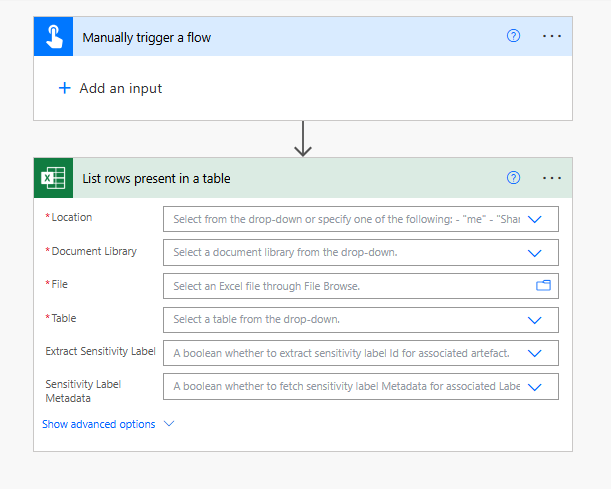 Manually trigger a flow
Add an input
List rows present in a table
* Location
Select from the drop-down or specify one of the following: - "me" - "Shar
* Document Library
Select a document library from the drop-down.
* File
Select an Excel file through File Browse.
* Table
Select a table from the drop-down.
Extract Sensitivity Label
A boolean whether to extract sensitivity label Id for associated artefact.
Sensitivity Label
Metadata
A boolean whether to fetch sensitivity label Metadata for associated Labe
Show advanced options